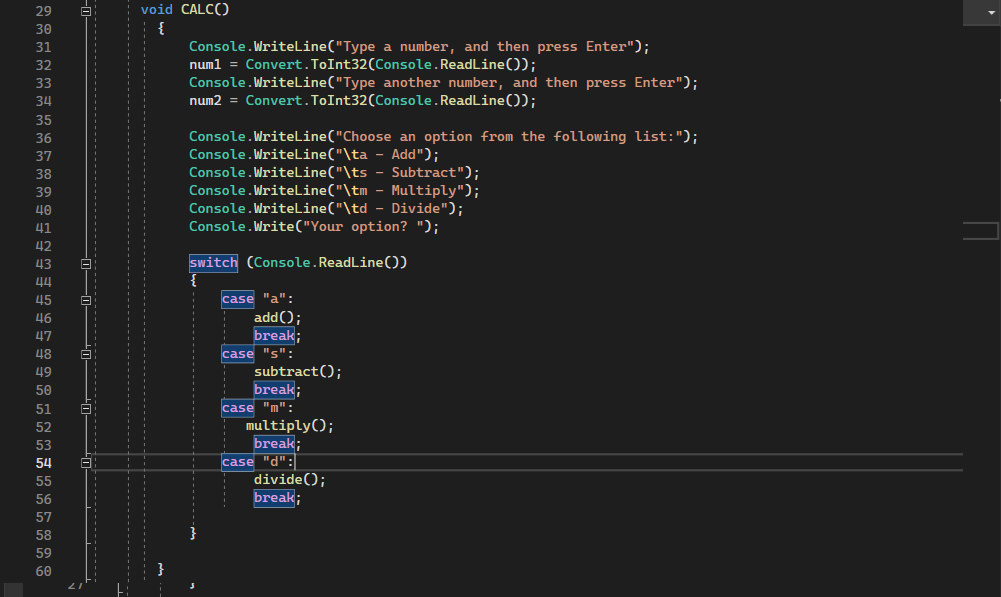 29 void CALC()
30 {
31 Console.WriteLine("Type a number, and then press Enter");
32 num1 = Convert.ToInt32(Console.ReadLine());
33 Console.WriteLine("Type another number, and then press Enter");
34 num2 = Convert.ToInt32(Console.ReadLine());
35
36 Console.WriteLine("Choose an option from the following list:");
37 Console.WriteLine("\ta - Add");
38 Console.WriteLine("\ts - Subtract");
39 Console.WriteLine("\tm - Multiply");
40 Console.WriteLine("\td - Divide");
41 Console.Write("Your option? ");
42
43 switch (Console.ReadLine())
44 {
45 case "a":
46 add();
47 break;
48 case "s":
49 subtract();
50 break;
51 case "m":
52 multiply();
53 break;
54 case "d":
55 divide();
56 break;
57
58 }
59
60 }
27 }